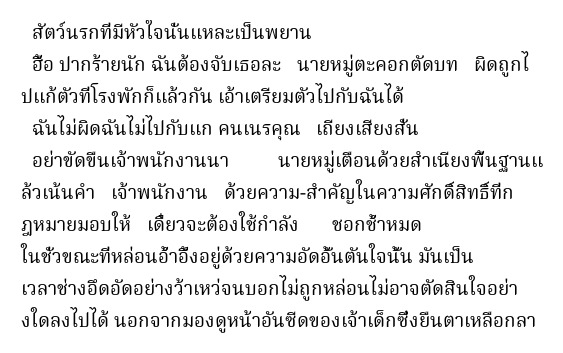 สัตว์นรกที่มีหัวใจนั่นแหละเป็นพยาน
ฮื้อ ปากร้ายนัก ฉันต้องจับเธอละ นายหมู่ตะคอกตัดบท ผิดถูกไ
ปแก้ตัวที่โรงพักก็แล้วกัน เอ้าเตรียมตัวไปกับฉันได้
ฉันไม่ผิดฉันไม่ไปกับแก คนเนรคุณ เถียงเสียงสั่น
อย่าขัดขืนเจ้าพนักงานนา นายหมู่เตือนด้วยสำเนียงพื้นฐานแ
ล้วเน้นคำ เจ้าพนักงาน ด้วยความ-สำคัญในความศักดิ์สิทธิ์ที่ก
ฎหมายมอบให้ เดี๋ยวจะต้องใช้กำลัง ชอกช้ำหมด
ในชั่วขณะที่หล่อนอ้ำอึ้งอยู่ด้วยความอัดอั้นตันใจนั้น มันเป็น
เวลาช่างอึดอัดอย่างว้าเหว่จนบอกไม่ถูกหล่อนไม่อาจตัดสินใจอย่า
งใดลงไปได้ นอกจากมองดูหน้าอันซีดของเจ้าเด็กซึ่งยืนตาเหลือกลา